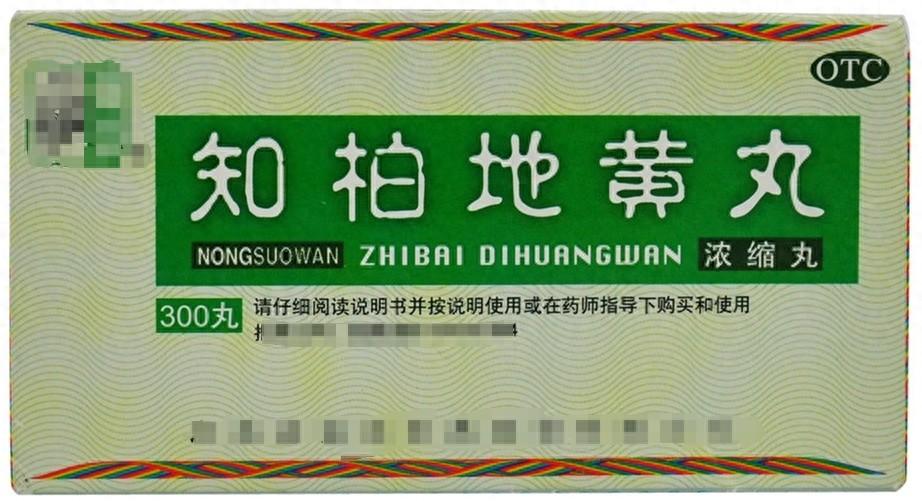 OTC
知柏地黄丸
NONGSUOWAN ZHIBAI DIHUANGWAN 浓缩丸
300丸 请仔细阅读说明书并按说明使用或在药师指导下购买和使用